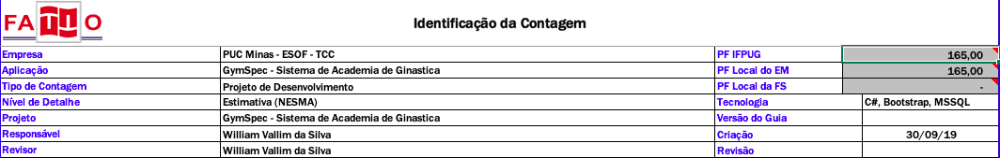 FATTO
Identificação da Contagem
Empresa PUC Minas - ESOF - TCC PF IFPUG 165,00
Aplicação GymSpec - Sistema de Academia de Ginastica PF Local do EM 165,00
Tipo de Contagem Projeto de Desenvolvimento PF Local da FS -
Nível de Detalhe Estimativa (NESMA) Tecnologia C#, Bootstrap, MSSQL
Projeto GymSpec - Sistema de Academia de Ginastica Versão do Guia
Responsável William Vallim da Silva Criação 30/09/19
Revisor William Vallim da Silva Revisão